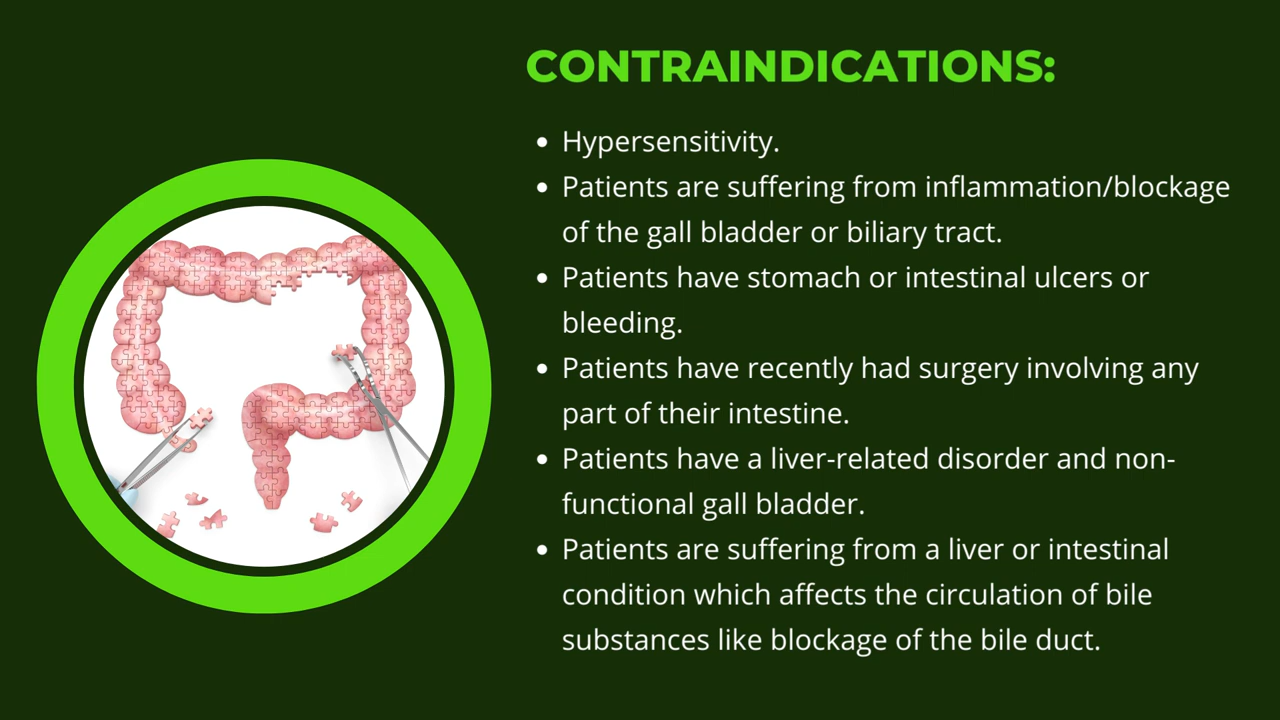 CONTRAINDICATIONS:
• Hypersensitivity.
• Patients are suffering from inflammation/blockage
of the gall bladder or biliary tract.
• Patients have stomach or intestinal ulcers or
bleeding.
• Patients have recently had surgery involving any
part of their intestine.
• Patients have a liver-related disorder and non-
functional gall bladder.
• Patients are suffering from a liver or intestinal
condition which affects the circulation of bile
substances like blockage of the bile duct.